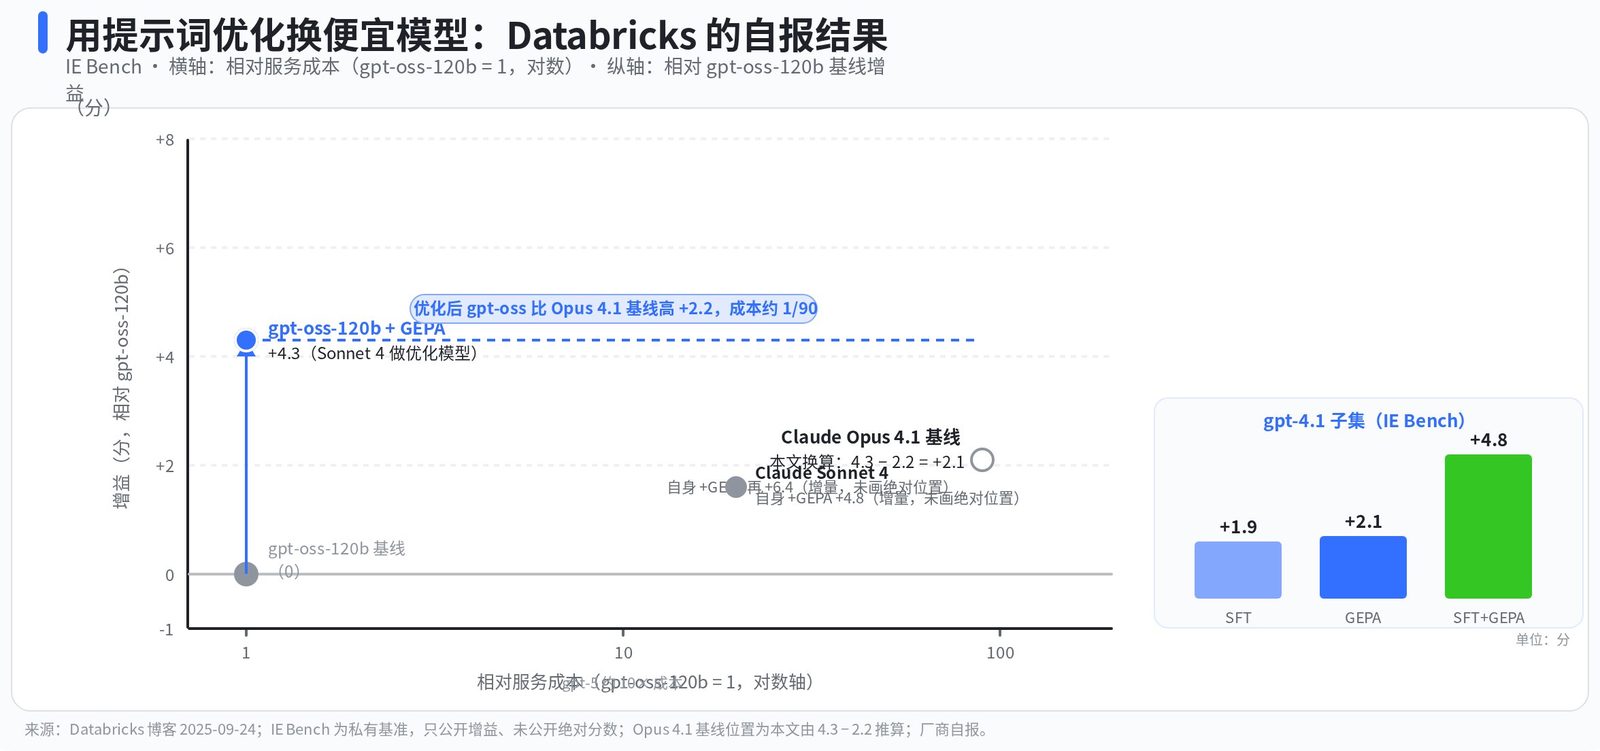 用提示词优化换便宜模型：Databricks 的自报结果
IE Bench · 横轴：相对服务成本（gpt-oss-120b = 1，对数）· 纵轴：相对 gpt-oss-120b 基线增
益
（分）
+8
+6
+4
+2
0
-1
增益（分，相对 gpt-oss-120b）
优化后 gpt-oss 比 Opus 4.1 基线高 +2.2，成本约 1/90
gpt-oss-120b + GEPA
+4.3（Sonnet 4 做优化模型）
Claude Opus 4.1 基线
本文换算：4.3 − 2.2 = +2.1
Claude Sonnet 4
自身 +GE 再 +6.4（增量，未画绝对位置）
自身 +GEPA +4.8（增量，未画绝对位置）
gpt-oss-120b 基线
（0）
1
10
100
相对服务成本（gpt-oss-120b = 1，对数轴）
gpt-4.1 子集（IE Bench）
+1.9
+2.1
+4.8
SFT
GEPA
SFT+GEPA
单位：分
来源：Databricks 博客 2025-09-24；IE Bench 为私有基准，只公开增益、未公开绝对分数；Opus 4.1 基线位置为本文由 4.3 − 2.2 推算；厂商自报。